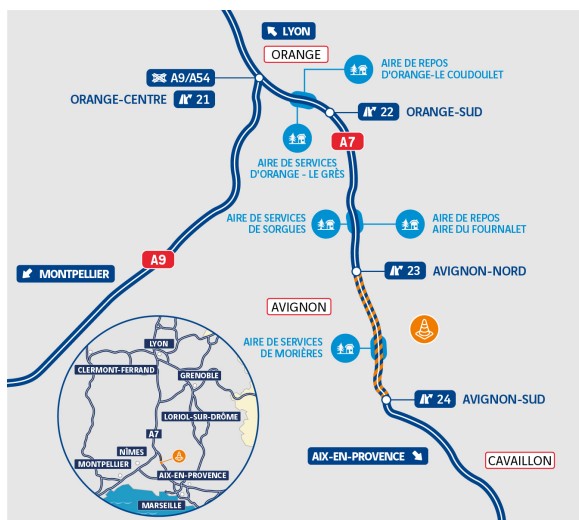 LYON
ORANGE
AIRE DE REPOS
D'ORANGE-LE COUDOULET
A9/A54
ORANGE-CENTRE 21
22 ORANGE-SUD
A7
AIRE DE SERVICES
D'ORANGE - LE GRÈS
AIRE DE SERVICES
DE SORGUES
AIRE DE REPOS
AIRE DU FOURNALET
A9
MONTPELLIER
23 AVIGNON-NORD
AVIGNON
AIRE DE SERVICES
DE MORIÈRES
24 AVIGNON-SUD
AIX-EN-PROVENCE
CAVAILLON
LYON
CLERMONT-FERRAND
GRENOBLE
LORIOL-SUR-DRÔME
A7
NÎMES
MONTPELLIER
AIX-EN-PROVENCE
MARSEILLE